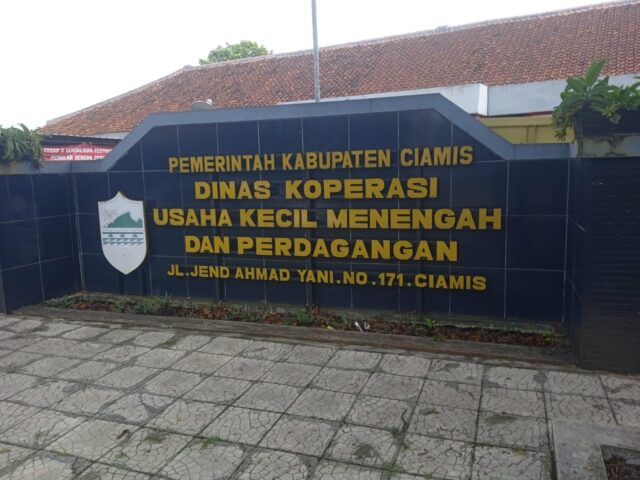 PEMERINTAH KABUPATEN CIAMIS
DINAS KOPERASI
USAHA KECIL MENENGAH
DAN PERDAGANGAN
JL.JEND AHMAD YANI.NO.171.CIAMIS